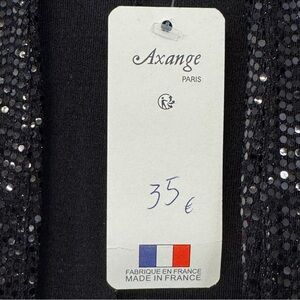 Axange
PARIS
35 €
FABRIQUE EN FRANCE
MADE IN FRANCE